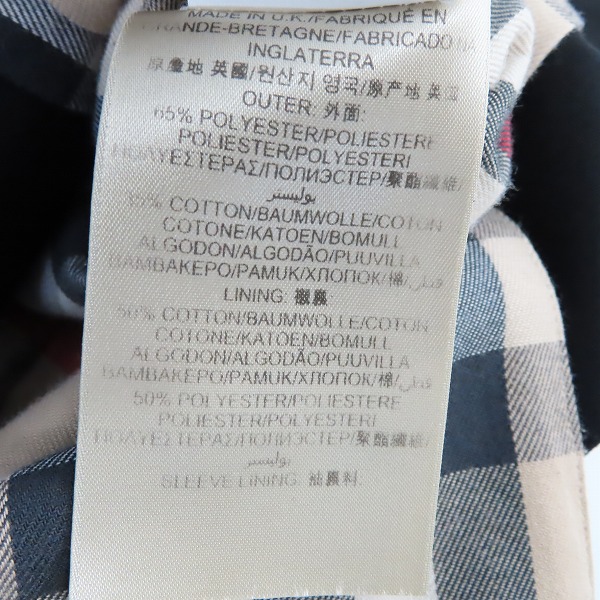 MADE IN U.K./FABRIQUÉ EN
GRANDE-BRETAGNE/FABRICADO NA
INGLATERRA
原產地 英國/원산지 영국/原产地 英
OUTER: 外面:
65% POLYESTER/POLIESTERE
POLIESTER/POLYESTERI
ΠΟΛΥΕΣΤΕΡΑΣ/ПОЛИЭСТЕР/聚酯纖維/
بوليستر
35% COTTON/BAUMWOLLE/COTON
COTONE/KATOEN/BOMULL
ALGODON/ALGODÃO/PUUVILLA
ΒΑΜΒΑΚΕΡΟ/PAMUK/ХЛОПОК/棉/قطن
LINING: 襯裏
50% COTTON/BAUMWOLLE/COTON
COTONE/KATOEN/BOMULL
ALGODON/ALGODÃO/PUUVILLA
ΒΑΜΒΑΚΕΡΟ/PAMUK/ХЛОПОК/棉/قطن
50% POLYESTER/POLIESTERE
POLIESTER/POLYESTERI
ΠΟΛΥΕΣΤΕΡΑΣ/ПОЛИЭСТЕР/聚酯纖維/
بوليستر
SLEEVE LINING: 袖裏料: